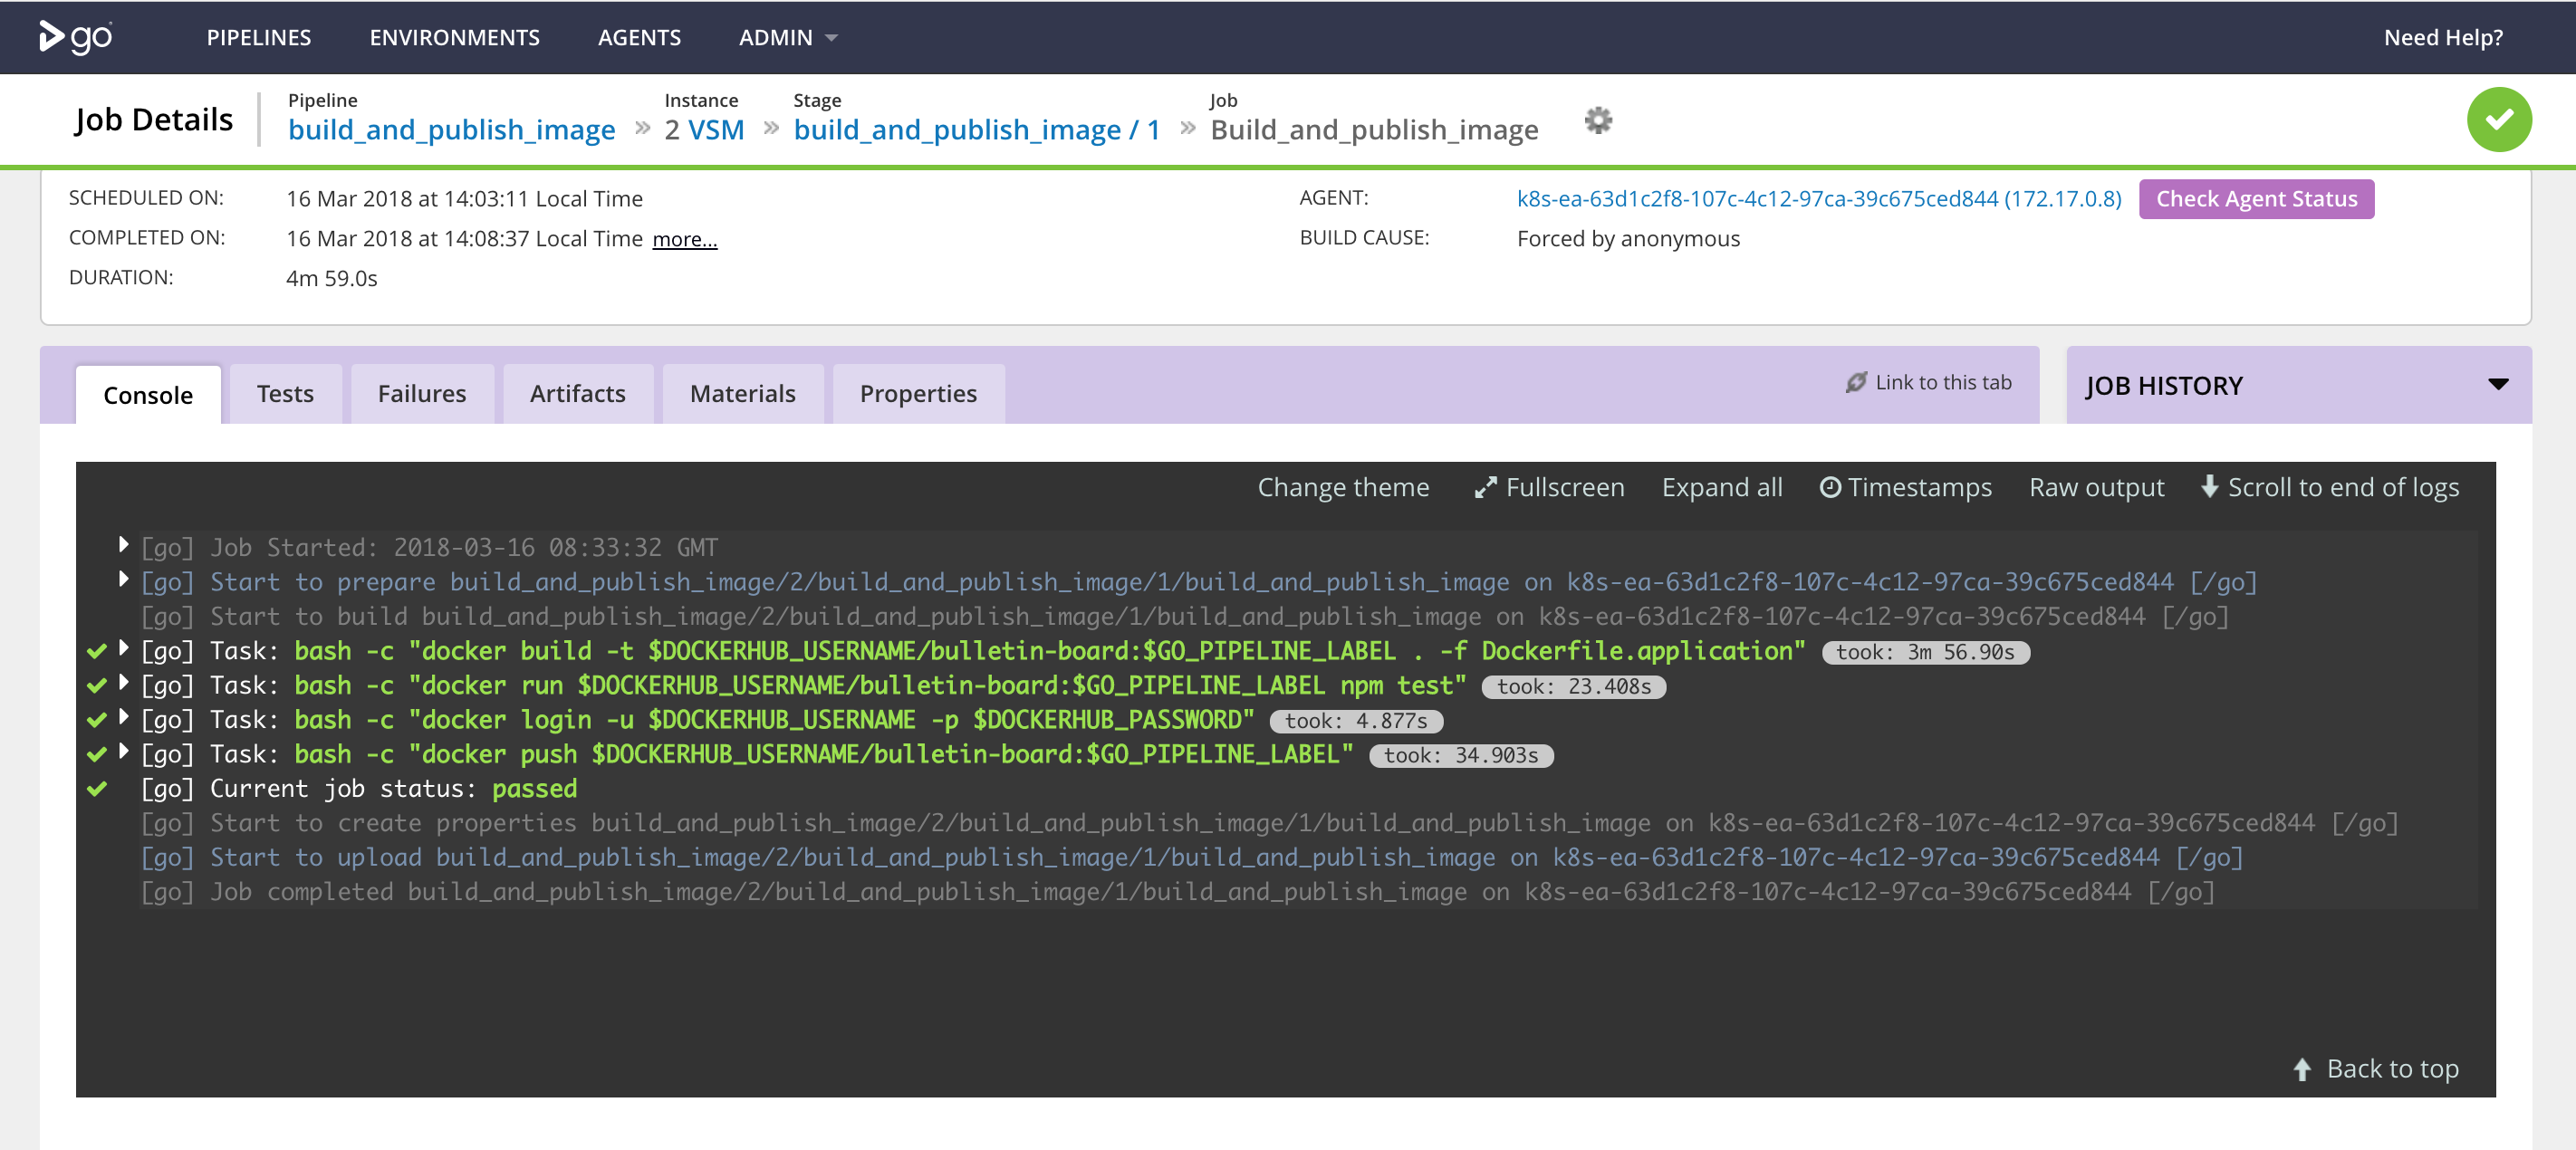 go PIPELINES ENVIRONMENTS AGENTS ADMIN Need Help?
Job Details
Pipeline Instance Stage Job
build_and_publish_image » 2 VSM » build_and_publish_image / 1 » Build_and_publish_image
SCHEDULED ON: 16 Mar 2018 at 14:03:11 Local Time
COMPLETED ON: 16 Mar 2018 at 14:08:37 Local Time more...
DURATION: 4m 59.0s
AGENT: k8s-ea-63d1c2f8-107c-4c12-97ca-39c675ced844 (172.17.0.8) Check Agent Status
BUILD CAUSE: Forced by anonymous
Console Tests Failures Artifacts Materials Properties Link to this tab
JOB HISTORY
Change theme Fullscreen Expand all Timestamps Raw output Scroll to end of logs
[go] Job Started: 2018-03-16 08:33:32 GMT
[go] Start to prepare build_and_publish_image/2/build_and_publish_image/1/build_and_publish_image on k8s-ea-63d1c2f8-107c-4c12-97ca-39c675ced844 [/go]
[go] Start to build build_and_publish_image/2/build_and_publish_image/1/build_and_publish_image on k8s-ea-63d1c2f8-107c-4c12-97ca-39c675ced844 [/go]
[go] Task: bash -c "docker build -t $DOCKERHUB_USERNAME/bulletin-board:$GO_PIPELINE_LABEL . -f Dockerfile.application" took: 3m 56.90s
[go] Task: bash -c "docker run $DOCKERHUB_USERNAME/bulletin-board:$GO_PIPELINE_LABEL npm test" took: 23.408s
[go] Task: bash -c "docker login -u $DOCKERHUB_USERNAME -p $DOCKERHUB_PASSWORD" took: 4.877s
[go] Task: bash -c "docker push $DOCKERHUB_USERNAME/bulletin-board:$GO_PIPELINE_LABEL" took: 34.903s
[go] Current job status: passed
[go] Start to create properties build_and_publish_image/2/build_and_publish_image/1/build_and_publish_image on k8s-ea-63d1c2f8-107c-4c12-97ca-39c675ced844 [/go]
[go] Start to upload build_and_publish_image/2/build_and_publish_image/1/build_and_publish_image on k8s-ea-63d1c2f8-107c-4c12-97ca-39c675ced844 [/go]
[go] Job completed build_and_publish_image/2/build_and_publish_image/1/build_and_publish_image on k8s-ea-63d1c2f8-107c-4c12-97ca-39c675ced844 [/go]
Back to top